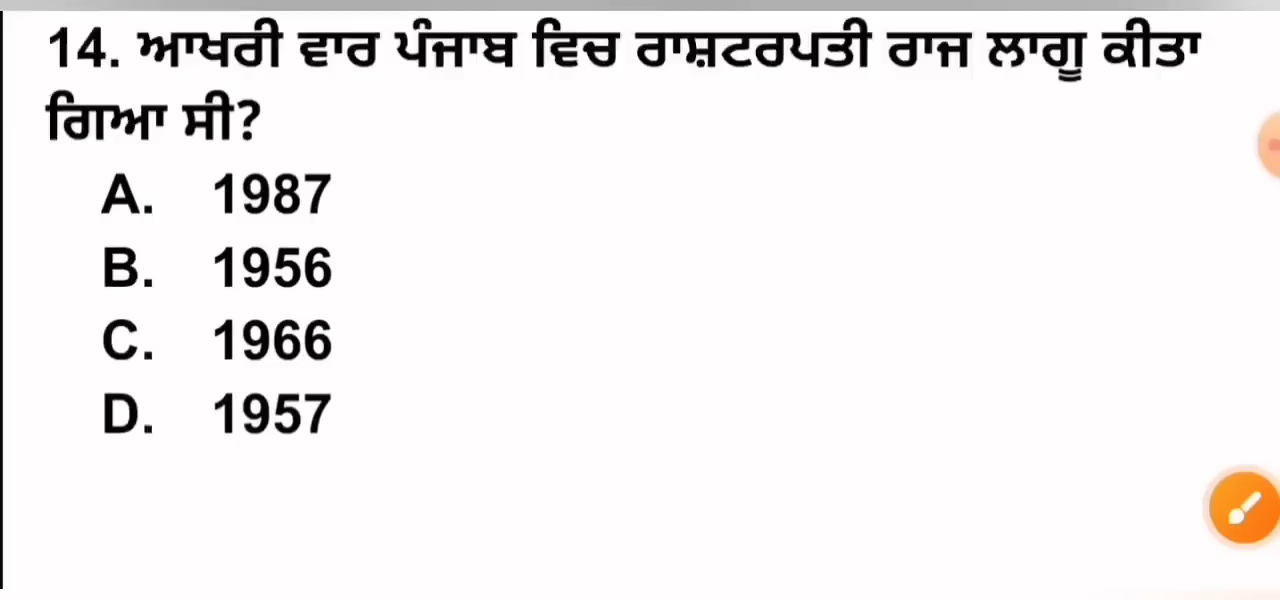 14. ਆਖਰੀ ਵਾਰ ਪੰਜਾਬ ਵਿਚ ਰਾਸ਼ਟਰਪਤੀ ਰਾਜ ਲਾਗੂ ਕੀਤਾ
ਗਿਆ ਸੀ?
A. 1987
B. 1956
C. 1966
D. 1957